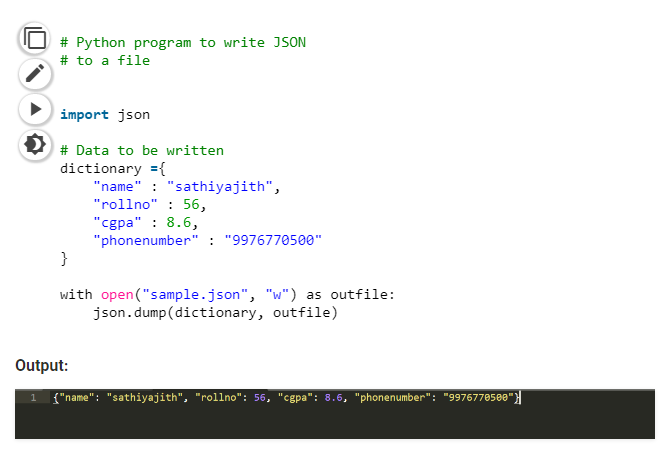 # Python program to write JSON
# to a file
import json
# Data to be written
dictionary ={
    "name" : "sathiyajith",
    "rollno" : 56,
    "cgpa" : 8.6,
    "phonenumber" : "9976770500"
}
with open("sample.json", "w") as outfile:
    json.dump(dictionary, outfile)
Output:
1 {"name": "sathiyajith", "rollno": 56, "cgpa": 8.6, "phonenumber": "9976770500"}